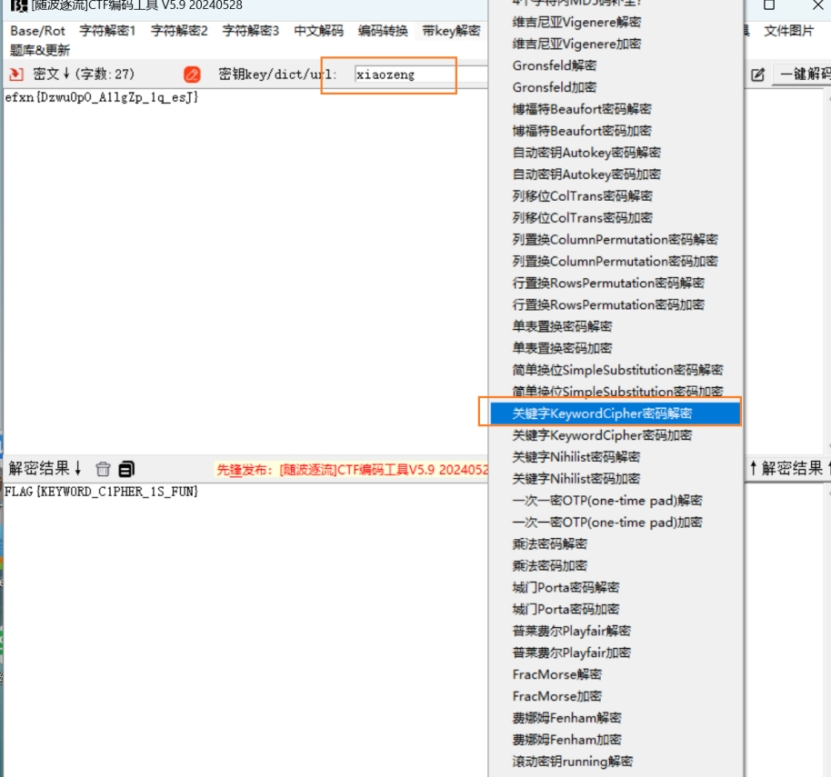 [随波逐流]CTF编码工具 V5.9 20240528
Base/Rot 字符解密1 字符解密2 字符解密3 中文解码 编码转换 带key解密 文件图片
题库&更新
密文↓(字数:27) 密钥key/dict/url: xiaozeng 一键解码
efxn{Dzwu0pO_A1lgZp_1q_esJ}
维吉尼亚Vigenere解密
维吉尼亚Vigenere加密
Gronsfeld解密
Gronsfeld加密
博福特Beaufort密码解密
博福特Beaufort密码加密
自动密钥Autokey密码解密
自动密钥Autokey密码加密
列移位ColTrans密码解密
列移位ColTrans密码加密
列置换ColumnPermutation密码解密
列置换ColumnPermutation密码加密
行置换RowsPermutation密码解密
行置换RowsPermutation密码加密
单表置换密码解密
单表置换密码加密
简单换位SimpleSubstitution密码解密
简单换位SimpleSubstitution密码加密
关键字KeywordCipher密码解密
关键字KeywordCipher密码加密
关键字Nihilist密码解密
关键字Nihilist密码加密
一次一密OTP(one-time pad)解密
一次一密OTP(one-time pad)加密
乘法密码解密
乘法密码加密
城门Porta密码解密
城门Porta密码加密
普莱费尔Playfair解密
普莱费尔Playfair加密
FracMorse解密
FracMorse加密
费娜姆Fenham解密
费娜姆Fenham加密
滚动密钥running解密
解密结果↓ 先锋发布：[随波逐流]CTF编码工具V5.9 2024052 ↑解密结果↑
FLAG{KEYWORD_C1PHER_1S_FUN}